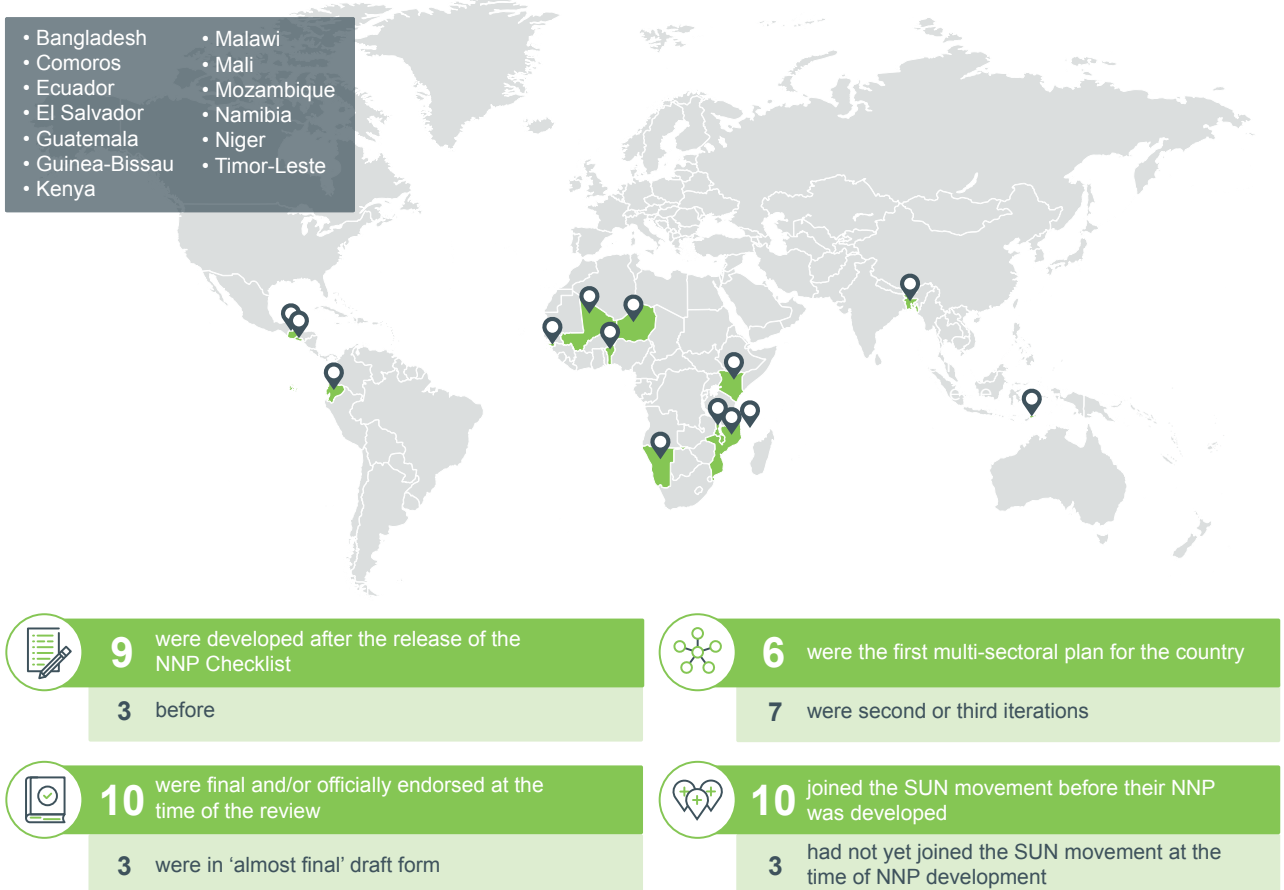 • Bangladesh
• Comoros
• Ecuador
• El Salvador
• Guatemala
• Guinea-Bissau
• Kenya
• Malawi
• Mali
• Mozambique
• Namibia
• Niger
• Timor-Leste
9 were developed after the release of the
NNP Checklist
3 before
6 were the first multi-sectoral plan for the country
7 were second or third iterations
10 were final and/or officially endorsed at the
time of the review
3 were in ‘almost final’ draft form
10 joined the SUN movement before their NNP
was developed
3 had not yet joined the SUN movement at the
time of NNP development